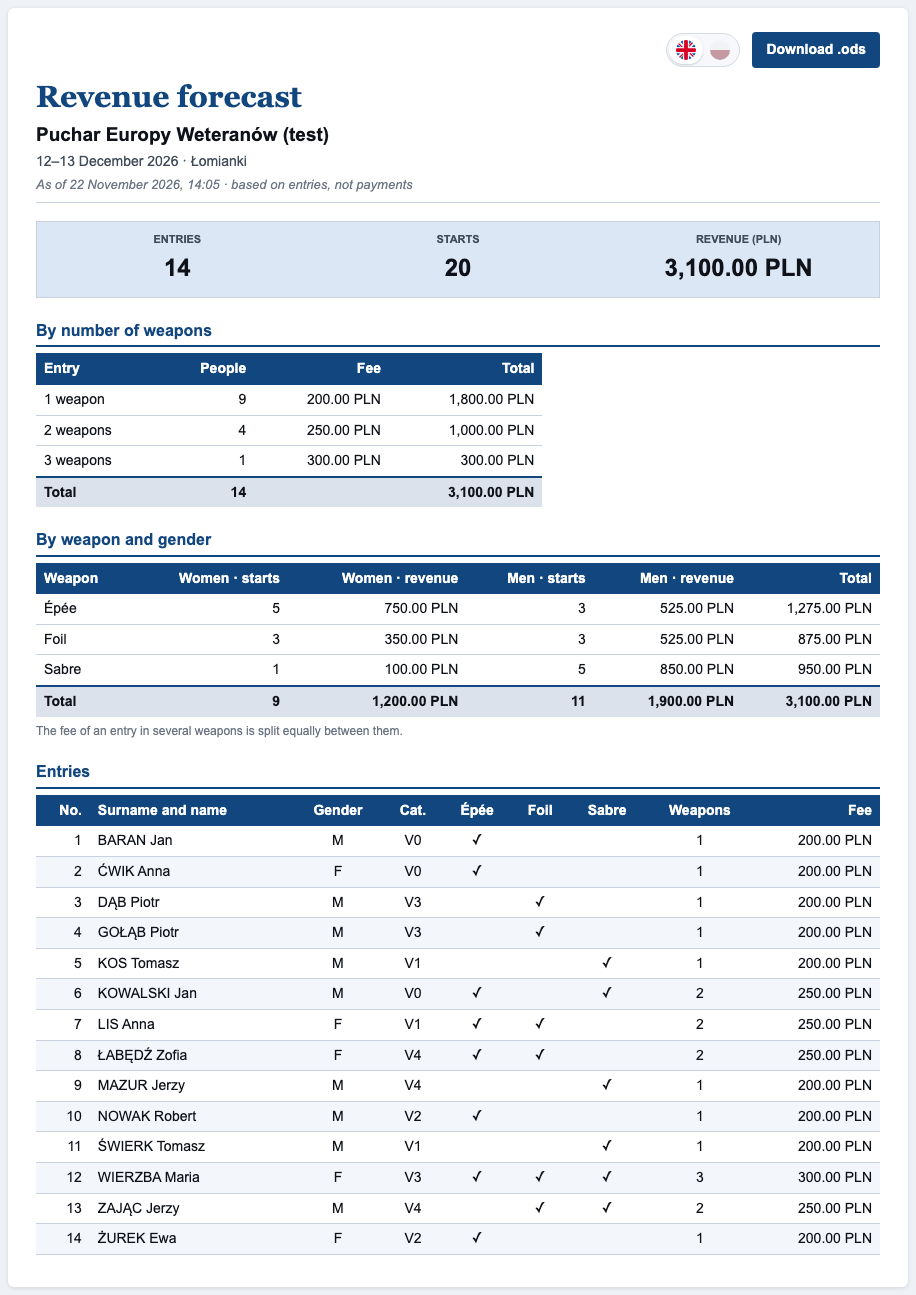 Download .ods
Revenue forecast
Puchar Europy Weteranów (test)
12–13 December 2026 · Łomianki
As of 22 November 2026, 14:05 · based on entries, not payments
ENTRIES STARTS REVENUE (PLN)
14 20 3,100.00 PLN
By number of weapons
Entry People Fee Total
1 weapon 9 200.00 PLN 1,800.00 PLN
2 weapons 4 250.00 PLN 1,000.00 PLN
3 weapons 1 300.00 PLN 300.00 PLN
Total 14 3,100.00 PLN
By weapon and gender
Weapon Women · starts Women · revenue Men · starts Men · revenue Total
Épée 5 750.00 PLN 3 525.00 PLN 1,275.00 PLN
Foil 3 350.00 PLN 3 525.00 PLN 875.00 PLN
Sabre 1 100.00 PLN 5 850.00 PLN 950.00 PLN
Total 9 1,200.00 PLN 11 1,900.00 PLN 3,100.00 PLN
The fee of an entry in several weapons is split equally between them.
Entries
No. Surname and name Gender Cat. Épée Foil Sabre Weapons Fee
1 BARAN Jan M V0 ✓ 1 200.00 PLN
2 ĆWIK Anna F V0 ✓ 1 200.00 PLN
3 DĄB Piotr M V3 ✓ 1 200.00 PLN
4 GOŁĄB Piotr M V3 ✓ 1 200.00 PLN
5 KOS Tomasz M V1 ✓ 1 200.00 PLN
6 KOWALSKI Jan M V0 ✓ ✓ 2 250.00 PLN
7 LIS Anna F V1 ✓ ✓ 2 250.00 PLN
8 ŁABĘDŹ Zofia F V4 ✓ ✓ 2 250.00 PLN
9 MAZUR Jerzy M V4 ✓ 1 200.00 PLN
10 NOWAK Robert M V2 ✓ 1 200.00 PLN
11 ŚWIERK Tomasz M V1 ✓ 1 200.00 PLN
12 WIERZBA Maria F V3 ✓ ✓ ✓ 3 300.00 PLN
13 ZAJĄC Jerzy M V4 ✓ ✓ 2 250.00 PLN
14 ŻUREK Ewa F V2 ✓ 1 200.00 PLN